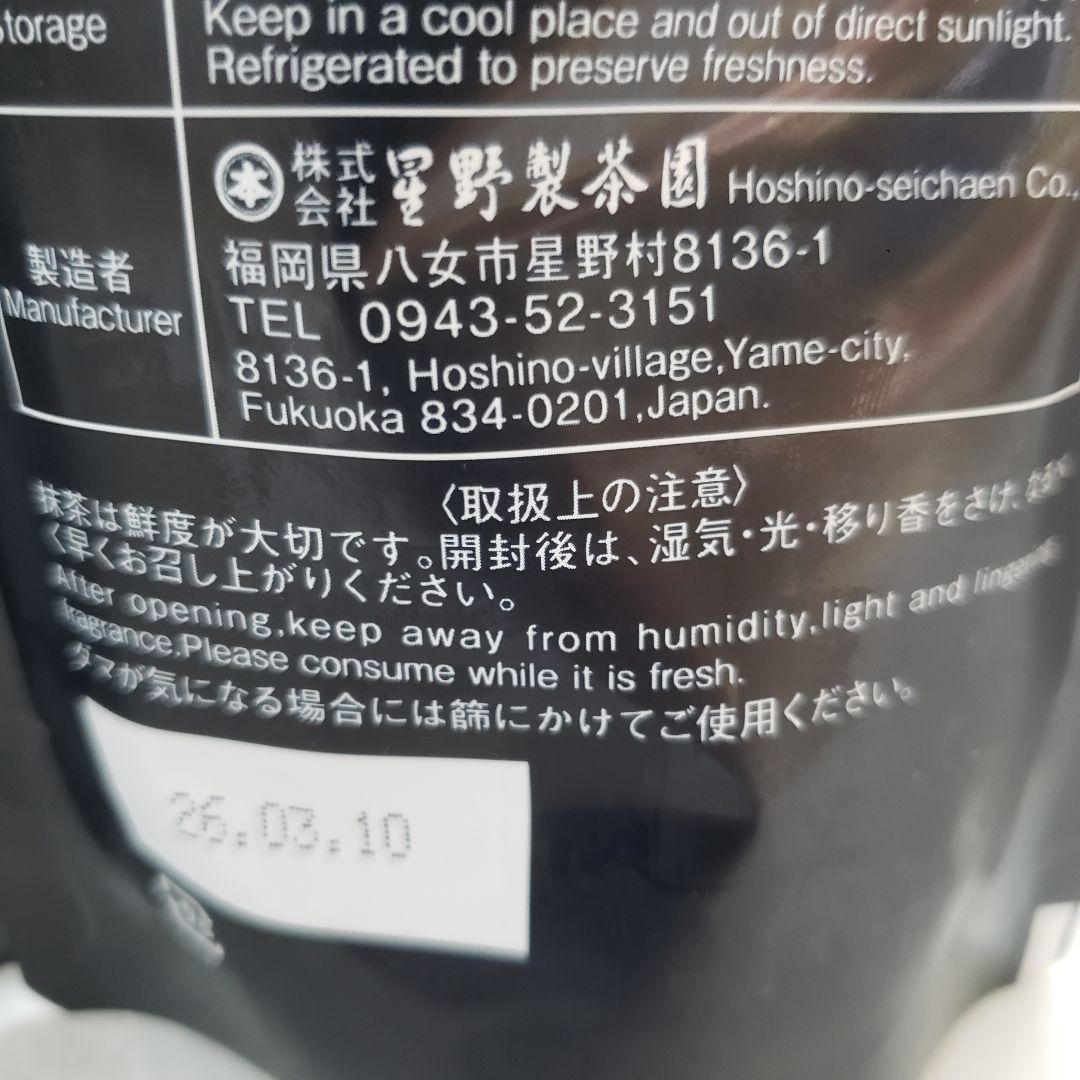 Storage
Keep in a cool place and out of direct sunlight.
Refrigerated to preserve freshness.
製造者
Manufacturer
本 株式会社 星野製茶園 Hoshino-seichaen Co.,
福岡県八女市星野村8136-1
TEL 0943-52-3151
8136-1, Hoshino-village,Yame-city,
Fukuoka 834-0201,Japan.
〈取扱上の注意〉
抹茶は鮮度が大切です。開封後は、湿気・光・移り香をさけ、なるべ
く早くお召し上がりください。
After opening,keep away from humidity,light and lingering
fragrance.Please consume while it is fresh.
ダマが気になる場合には篩にかけてご使用ください。
26.03.10